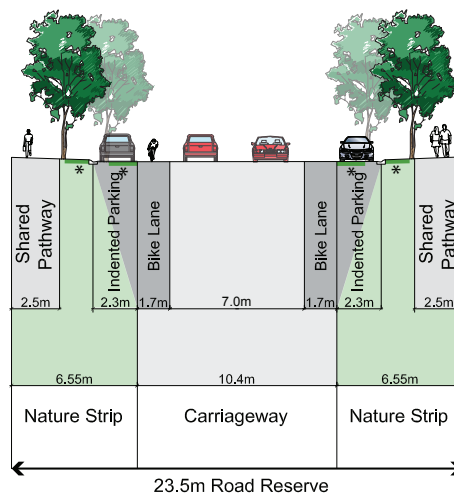 * * * *
Shared Pathway
Indented Parking
Bike Lane
Bike Lane
Indented Parking
Shared Pathway
2.5m 2.3m 1.7m 7.0m 1.7m 2.3m 2.5m
6.55m 10.4m 6.55m
Nature Strip Carriageway Nature Strip
23.5m Road Reserve